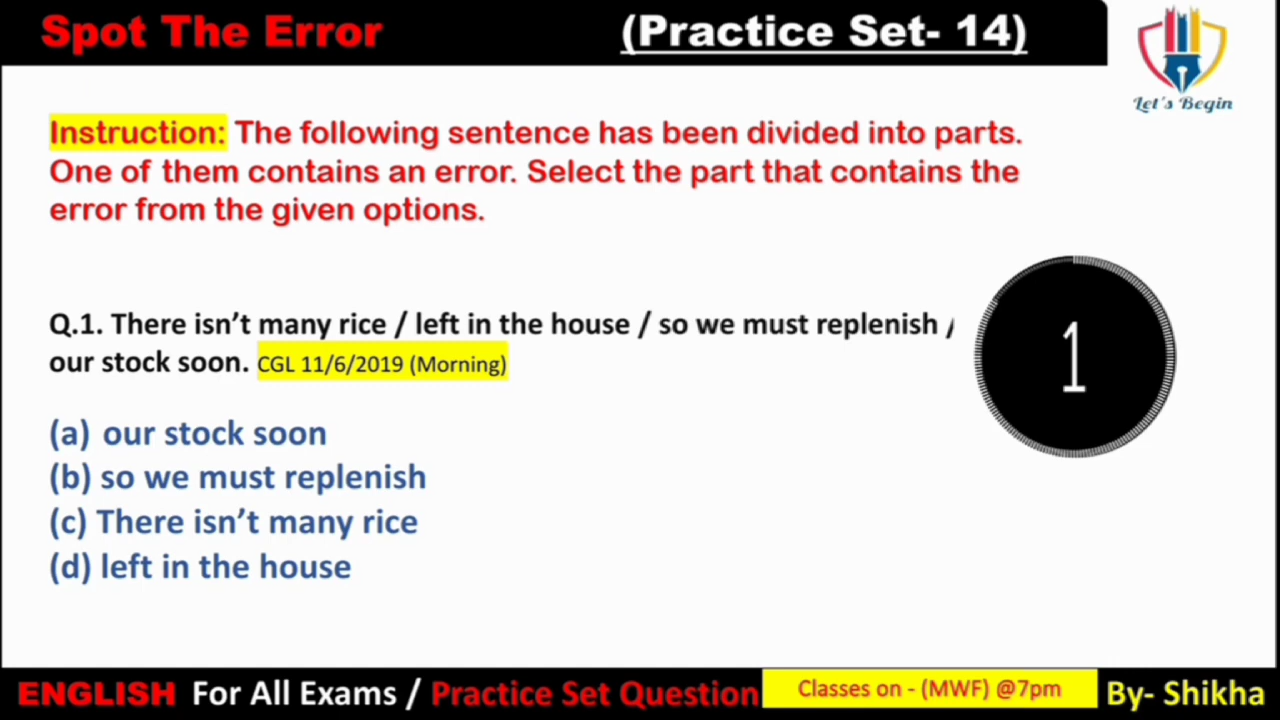 Spot The Error (Practice Set- 14)
Let's Begin
Instruction: The following sentence has been divided into parts.
One of them contains an error. Select the part that contains the
error from the given options.
Q.1. There isn’t many rice / left in the house / so we must replenish /
our stock soon. CGL 11/6/2019 (Morning)
1
(a) our stock soon
(b) so we must replenish
(c) There isn’t many rice
(d) left in the house
ENGLISH For All Exams / Practice Set Question Classes on - (MWF) @7pm By- Shikha